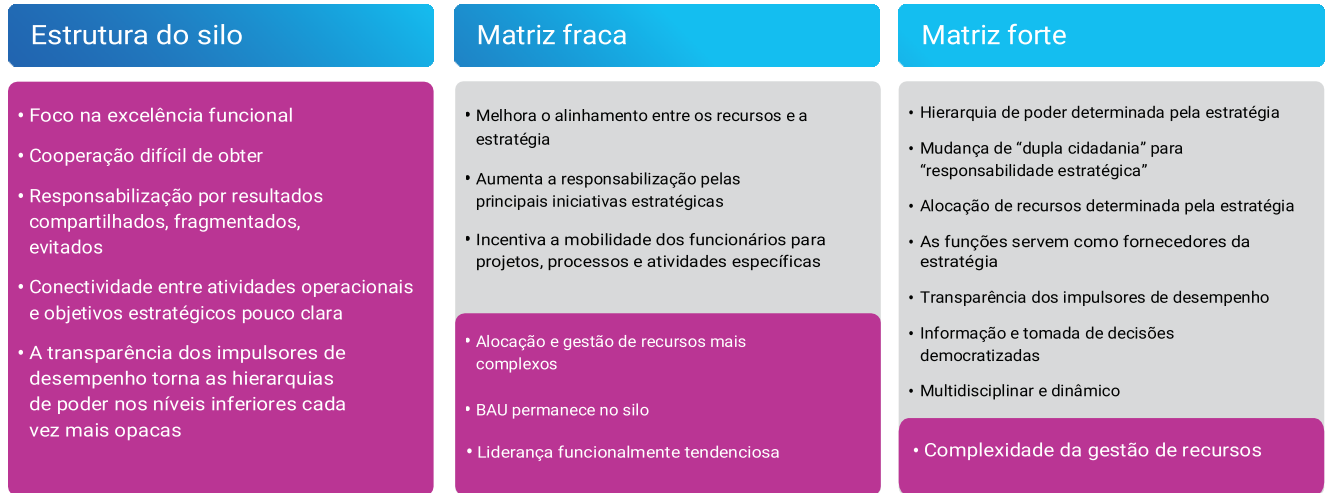 Estrutura do silo
• Foco na excelência funcional
• Cooperação difícil de obter
• Responsabilização por resultados
compartilhados, fragmentados,
evitados
• Conectividade entre atividades operacionais
e objetivos estratégicos pouco clara
• A transparência dos impulsores de
desempenho torna as hierarquias
de poder nos níveis inferiores cada
vez mais opacas
Matriz fraca
• Melhora o alinhamento entre os recursos e a
estratégia
• Aumenta a responsabilização pelas
principais iniciativas estratégicas
• Incentiva a mobilidade dos funcionários para
projetos, processos e atividades específicas
• Alocação e gestão de recursos mais
complexos
• BAU permanece no silo
• Liderança funcionalmente tendenciosa
Matriz forte
• Hierarquia de poder determinada pela estratégia
• Mudança de “dupla cidadania” para
“responsabilidade estratégica”
• Alocação de recursos determinada pela estratégia
• As funções servem como fornecedores da
estratégia
• Transparência dos impulsores de desempenho
• Informação e tomada de decisões
democratizadas
• Multidisciplinar e dinâmico
• Complexidade da gestão de recursos